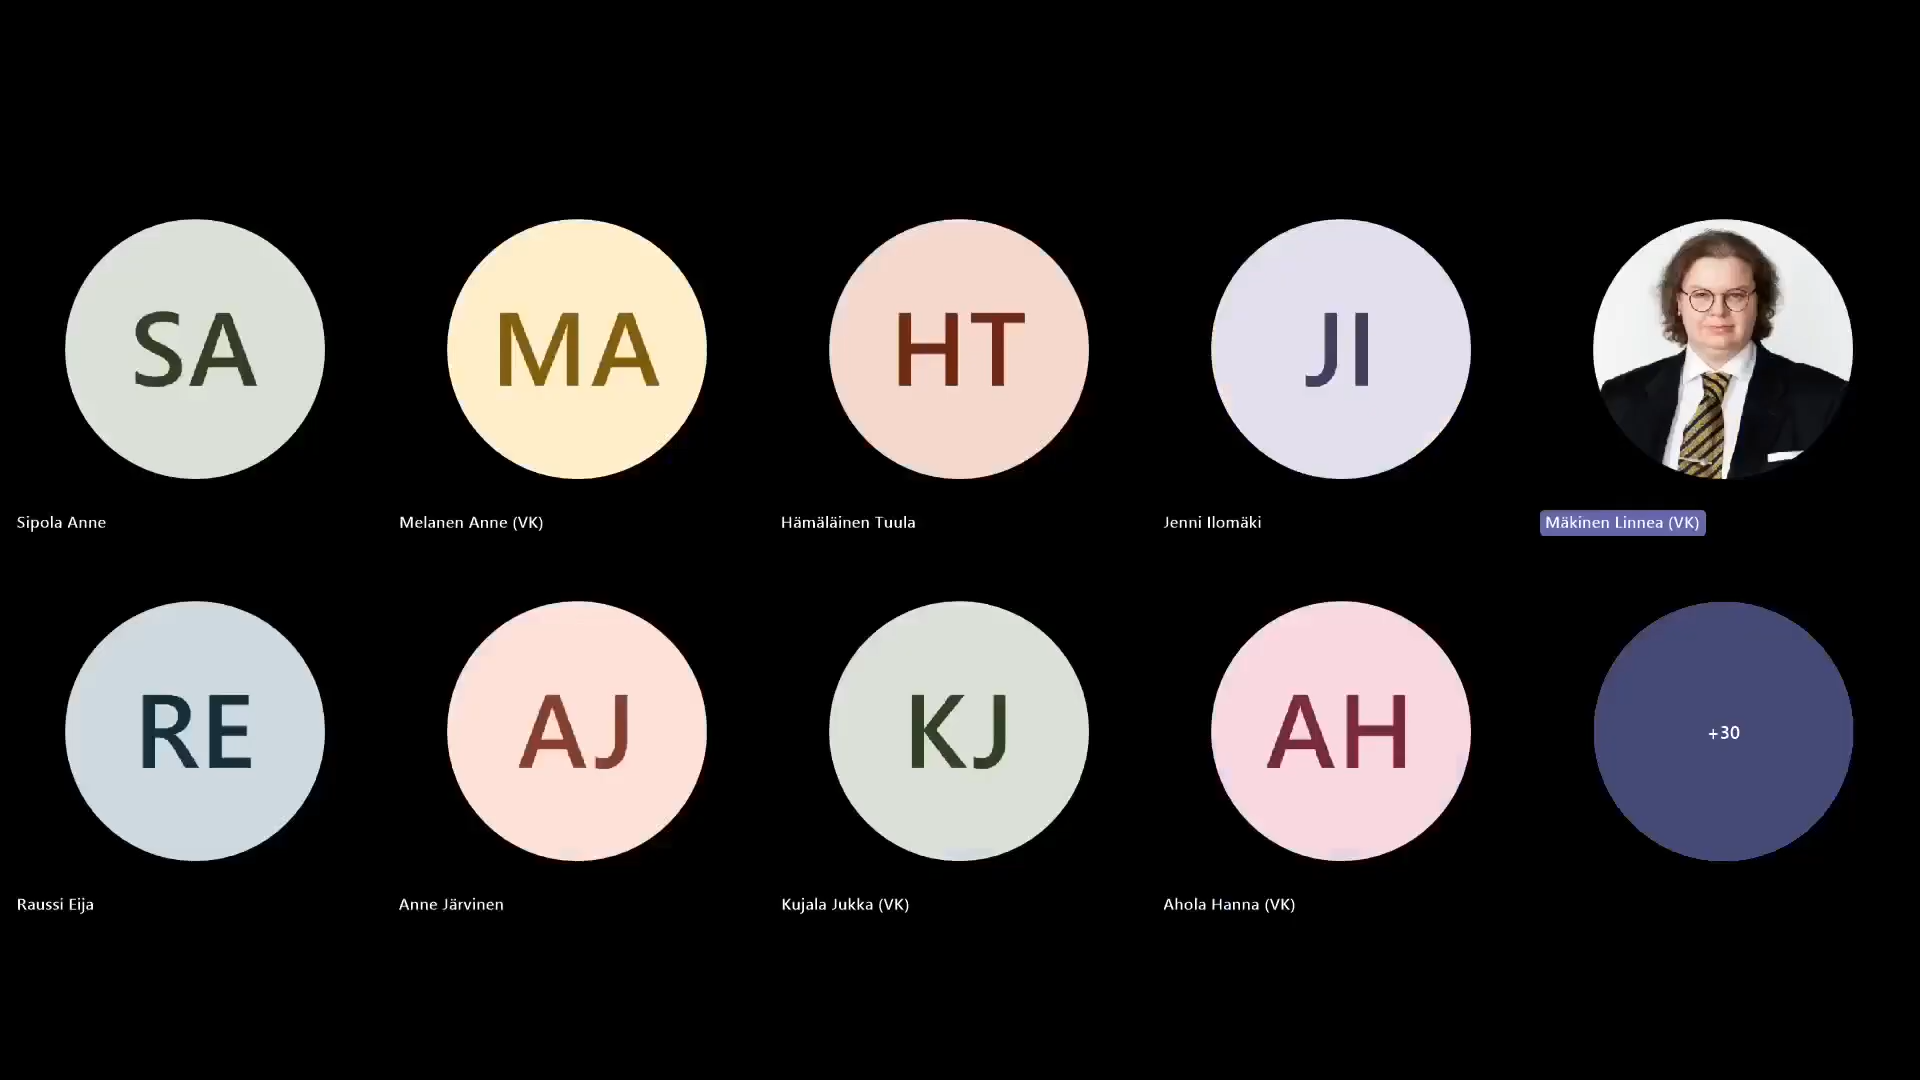 SA
MA
HT
JI
Sipola Anne
Melanen Anne (VK)
Hämäläinen Tuula
Jenni Ilomäki
Mäkinen Linnea (VK)
RE
AJ
KJ
AH
+30
Raussi Eija
Anne Järvinen
Kujala Jukka (VK)
Ahola Hanna (VK)